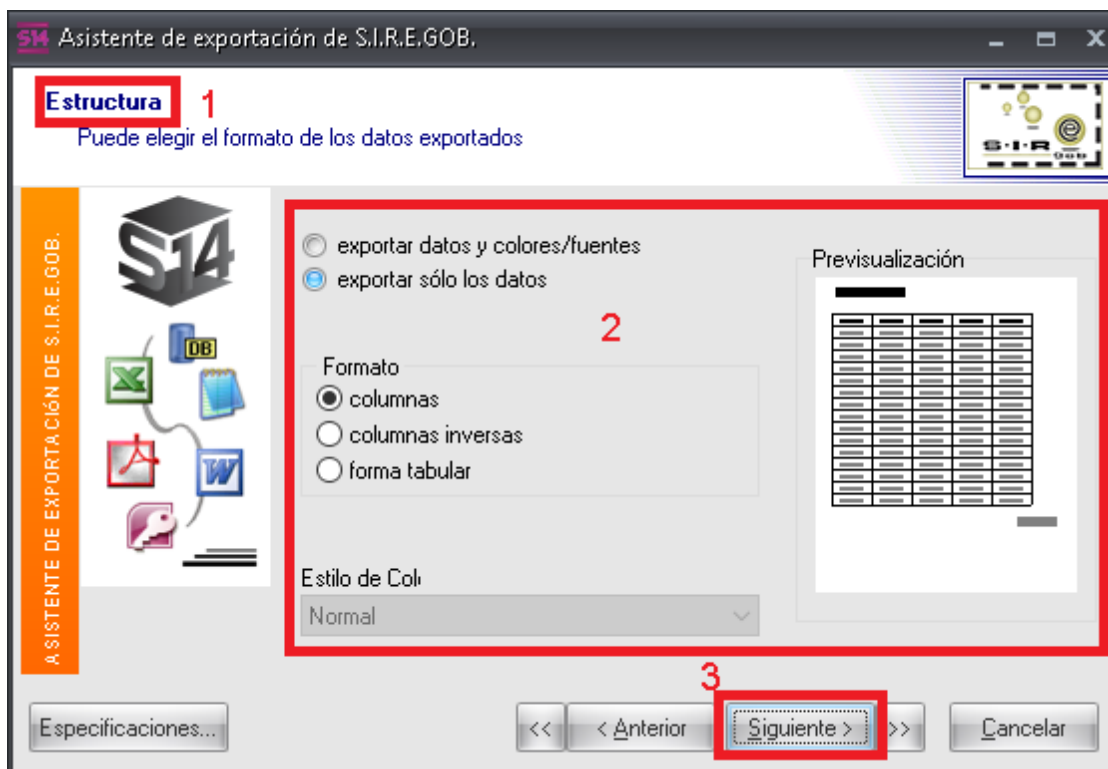 S14 Asistente de exportación de S.I.R.E.GOB.
Estructura 1
Puede elegir el formato de los datos exportados
S·I·R e
Gob
ASISTENTE DE EXPORTACIÓN DE S.I.R.E.GOB.
S14
DB
X
W
exportar datos y colores/fuentes
exportar sólo los datos
2
Previsualización
Formato
columnas
columnas inversas
forma tabular
Estilo de Col
Normal
3
Especificaciones...
<<
< Anterior
Siguiente >
>>
Cancelar